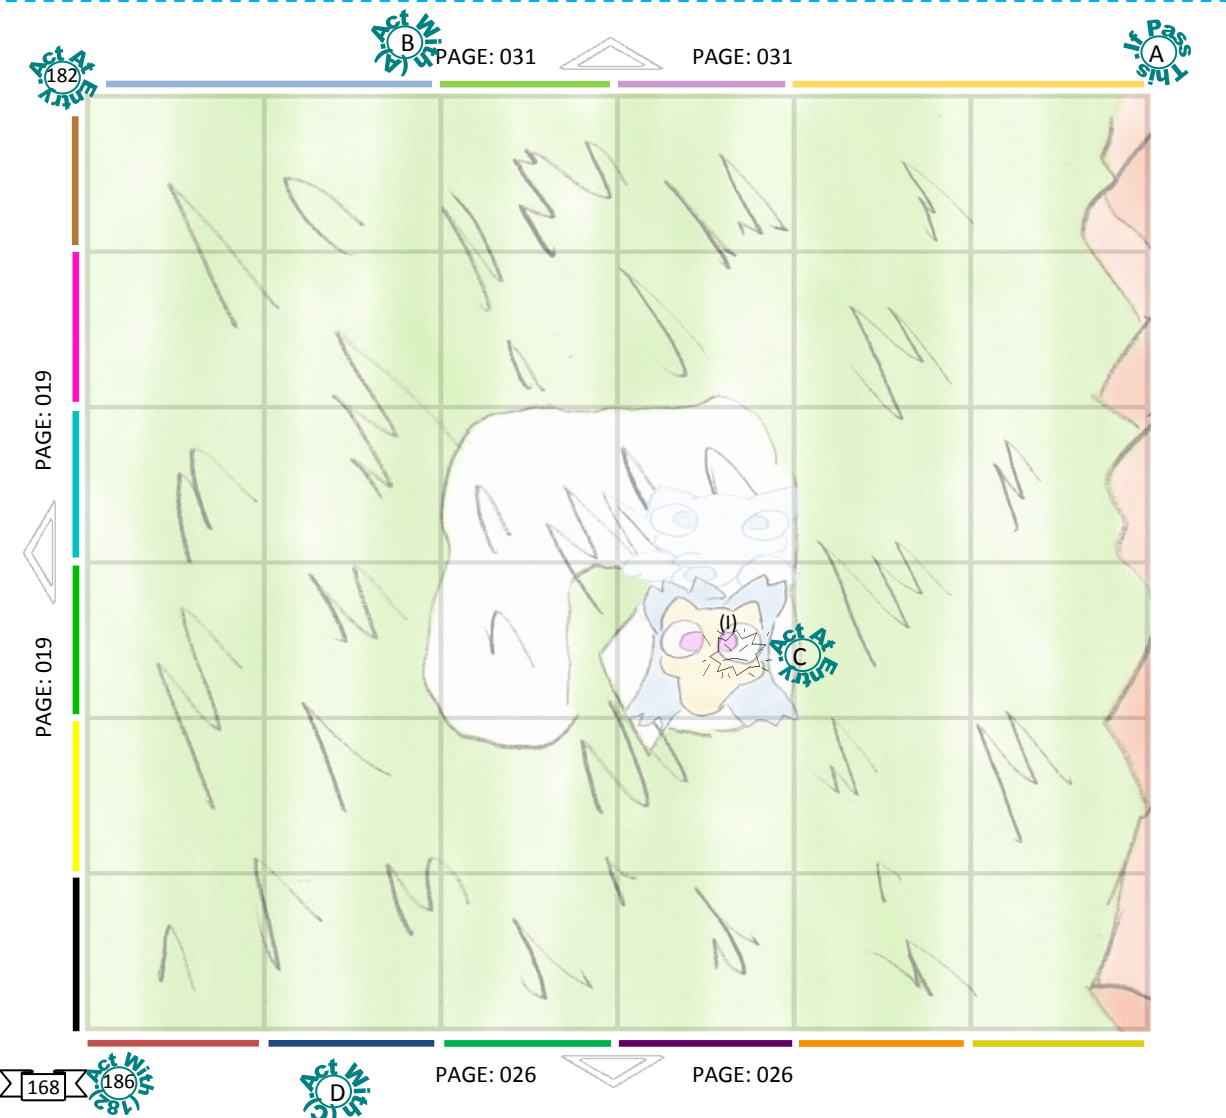 .Act At Entry.
182
.Act With (A).
B
PAGE: 031
PAGE: 031
.If Pass This.
A
PAGE: 019
PAGE: 019
(I)
.Act At Entry.
C
168
.Act With (182).
186
.Act With (C).
D
PAGE: 026
PAGE: 026